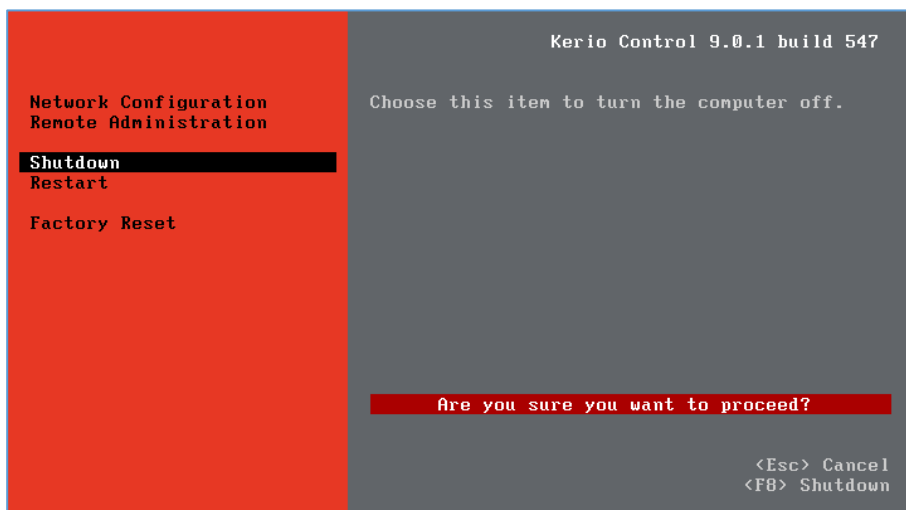 Kerio Control 9.0.1 build 547
Network Configuration
Remote Administration
Shutdown
Restart
Factory Reset
Choose this item to turn the computer off.
Are you sure you want to proceed?
<Esc> Cancel
<F8> Shutdown